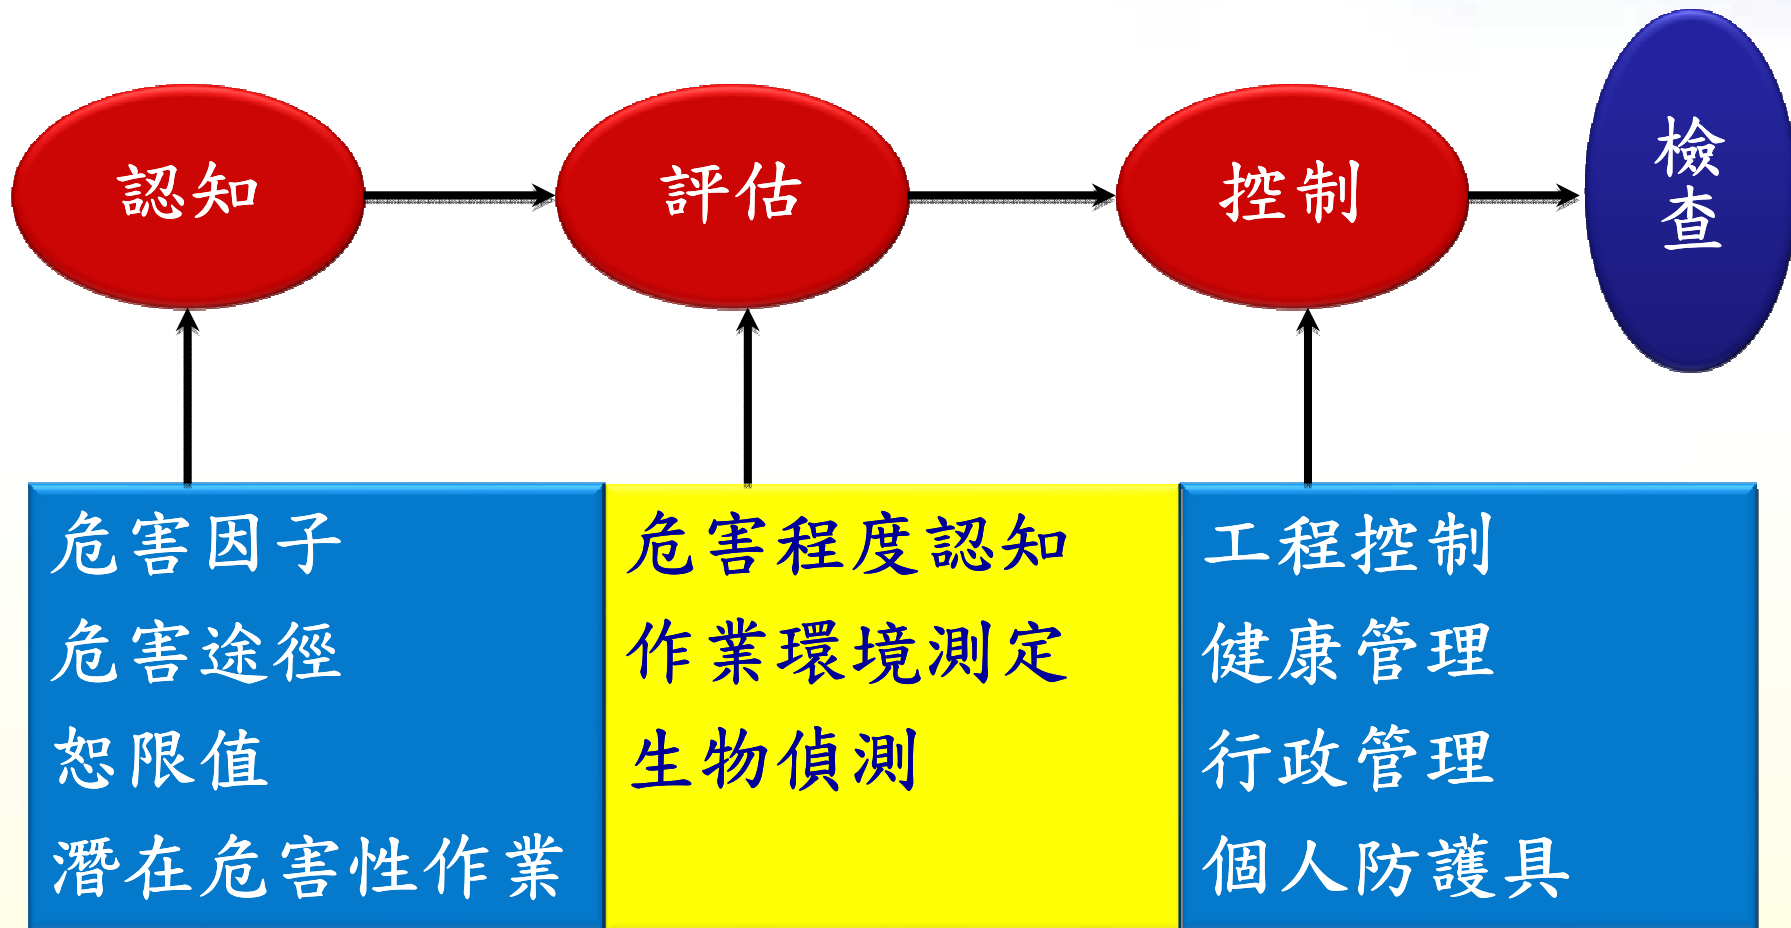 認知
評估
控制
檢查
危害因子
危害途徑
恕限值
潛在危害性作業
危害程度認知
作業環境測定
生物偵測
工程控制
健康管理
行政管理
個人防護具